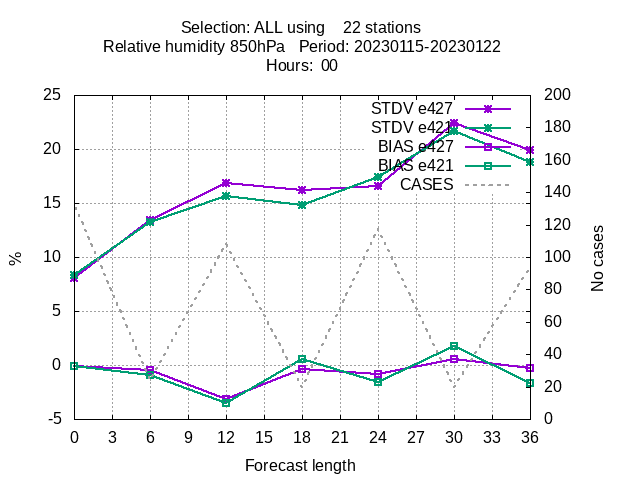 Selection: ALL using    22 stations
Relative humidity 850hPa   Period: 20230115-20230122
Hours:  00
25
20
15
10
5
0
-5
%
200
180
160
140
120
100
80
60
40
20
0
No cases
STDV e427
STDV e421
BIAS e427
BIAS e421
CASES
0 3 6 9 12 15 18 21 24 27 30 33 36
Forecast length